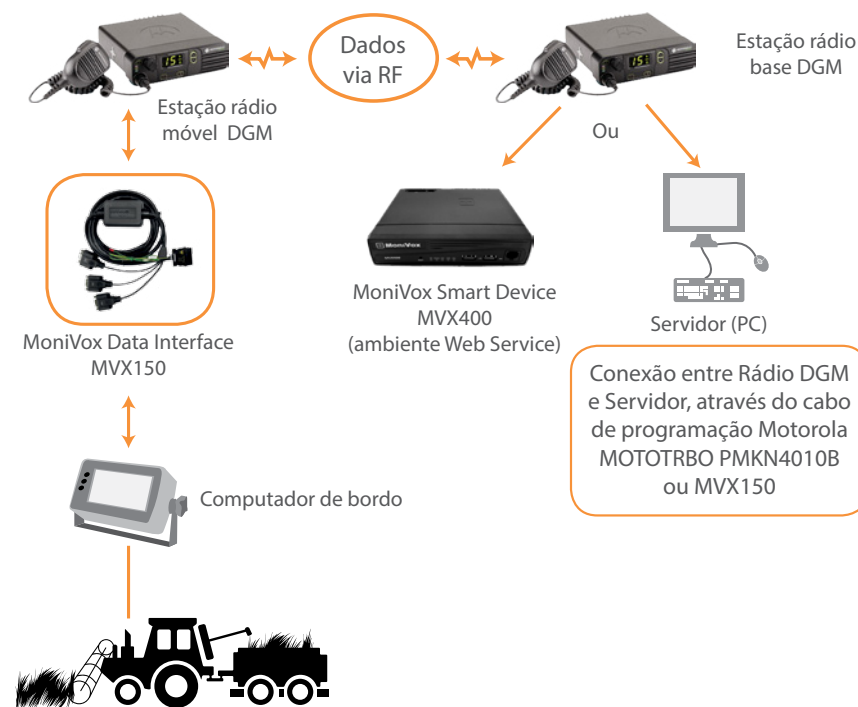 Dados
via RF
Estação rádio
base DGM
Estação rádio
móvel DGM
Ou
MoniVox
MoniVox Data Interface
MVX150
MoniVox Smart Device
MVX400
(ambiente Web Service)
Servidor (PC)
Conexão entre Rádio DGM
e Servidor, através do cabo
de programação Motorola
MOTOTRBO PMKN4010B
ou MVX150
Computador de bordo